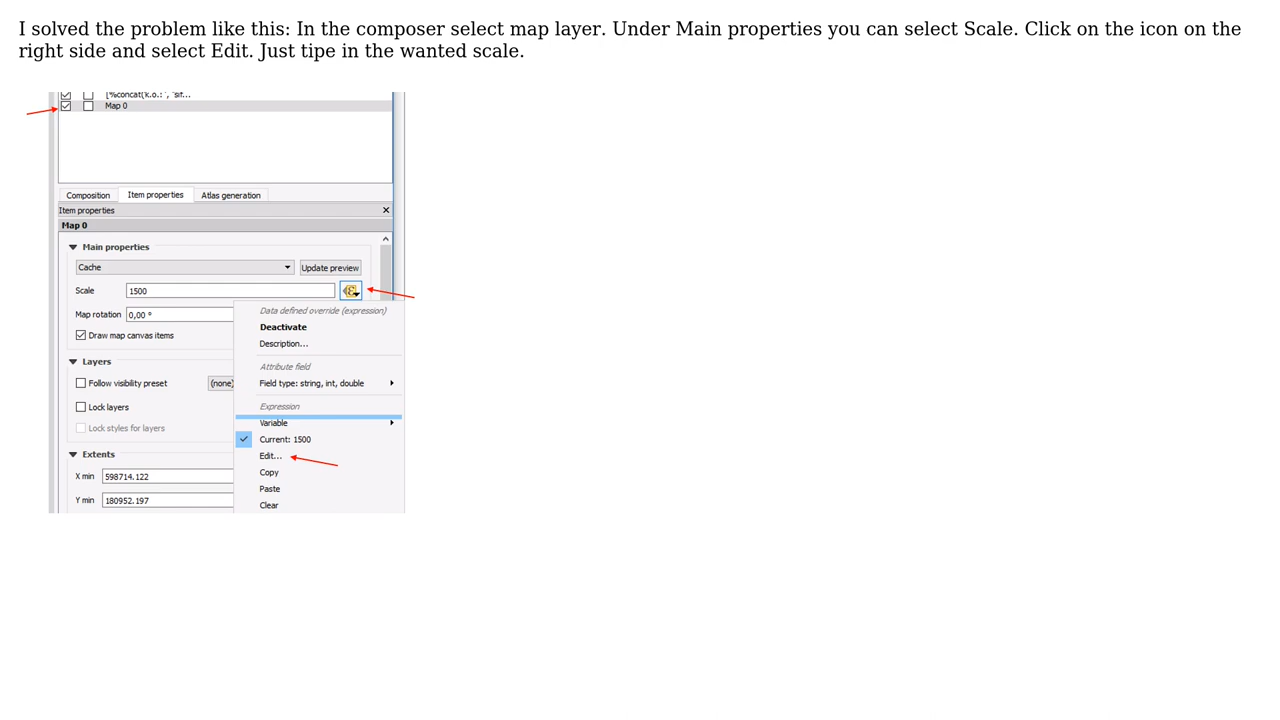 I solved the problem like this: In the composer select map layer. Under Main properties you can select Scale. Click on the icon on the
right side and select Edit. Just tipe in the wanted scale.
[%concat('k.o.: ', "sif...
Map 0
Composition Item properties Atlas generation
Item properties
Map 0
Main properties
Cache Update preview
Scale 1500
Map rotation 0,00 °
Data defined override (expression)
Deactivate
Draw map canvas items
Description...
Layers
Attribute field
Follow visibility preset (none)
Field type: string, int, double
Lock layers
Expression
Variable
Lock styles for layers
Current: 1500
Extents
Edit...
X min 598714.122
Copy
Paste
Y min 180952.197
Clear